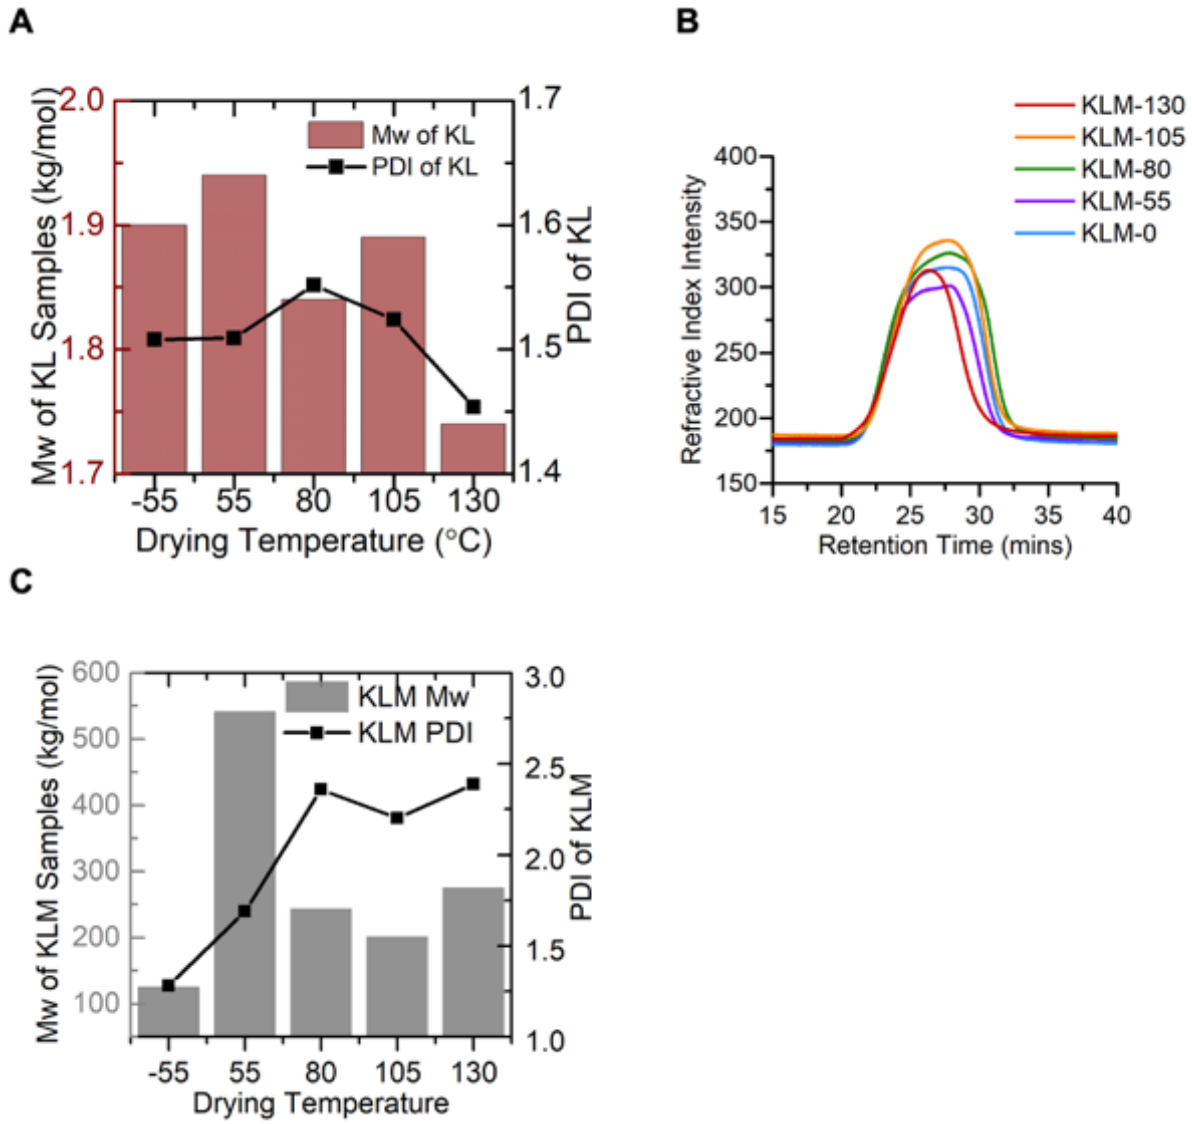 A
Mw of KL Samples (kg/mol)
2.0
1.9
1.8
1.7
Mw of KL
PDI of KL
1.7
1.6
1.5
1.4
PDI of KL
-55 55 80 105 130
Drying Temperature (°C)
B
KLM-130
KLM-105
KLM-80
KLM-55
KLM-0
Refractive Index Intensity
400
350
300
250
200
150
15 20 25 30 35 40
Retention Time (mins)
C
Mw of KLM Samples (kg/mol)
600
500
400
300
200
100
KLM Mw
KLM PDI
3.0
2.5
2.0
1.5
1.0
PDI of KLM
-55 55 80 105 130
Drying Temperature